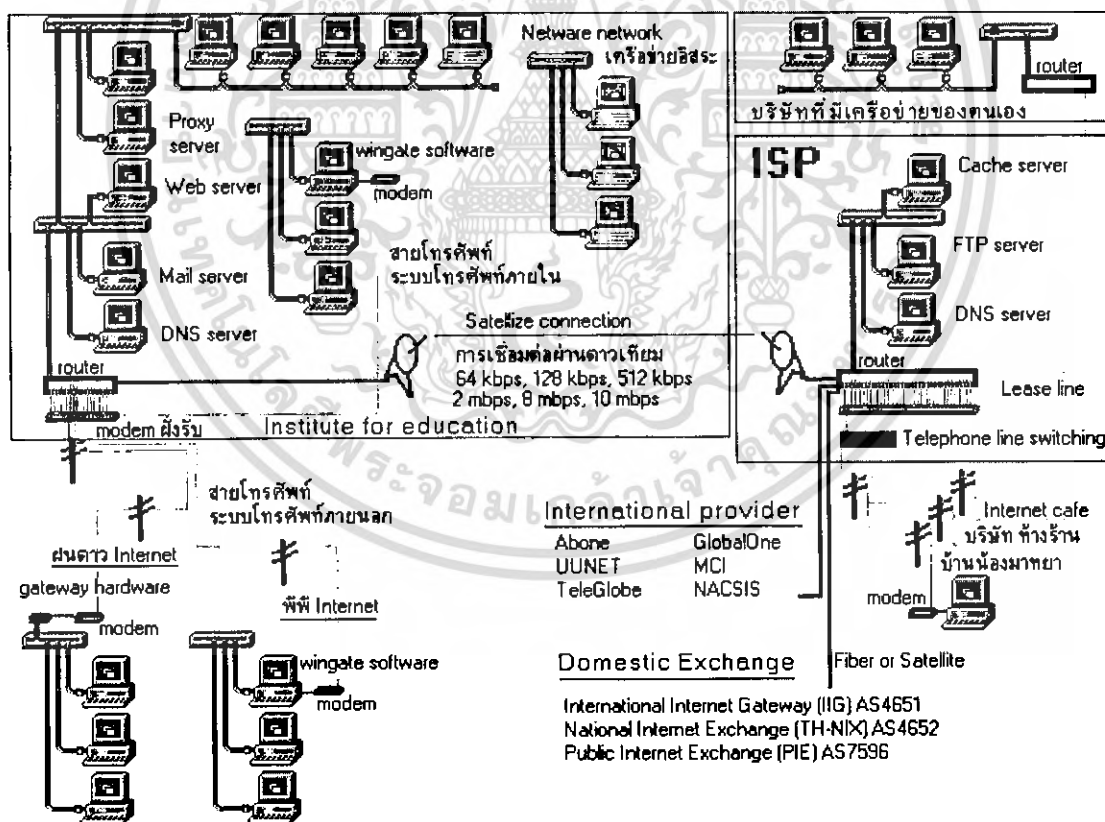 Netware network
เครือข่ายอิสระ
router
บริษัทที่มีเครือข่ายของตนเอง
Proxy
server
wingate software
modem
Web server
Mail server
DNS server
router
modem ฝั่งรับ
สายโทรศัพท์
ระบบโทรศัพท์ภายใน
Satellize connection
การเชื่อมต่อผ่านดาวเทียม
64 kbps, 128 kbps, 512 kbps
2 mbps, 8 mbps, 10 mbps
Institute for education
ISP
Cache server
FTP server
DNS server
router
Lease line
Telephone line switching
สายโทรศัพท์
ระบบโทรศัพท์ภายนอก
ฝนดาว Internet
gateway hardware
modem
พีพี Internet
wingate software
modem
International provider
Abone GlobalOne
UUNET MCI
TeleGlobe NACSIS
Internet cafe
บริษัท ห้างร้าน
บ้านน้องมาทยา
modem
Domestic Exchange
Fiber or Satellite
International Internet Gateway (IIG) AS4651
National Internet Exchange (TH-NIX) AS4652
Public Internet Exchange (PIE) AS7596